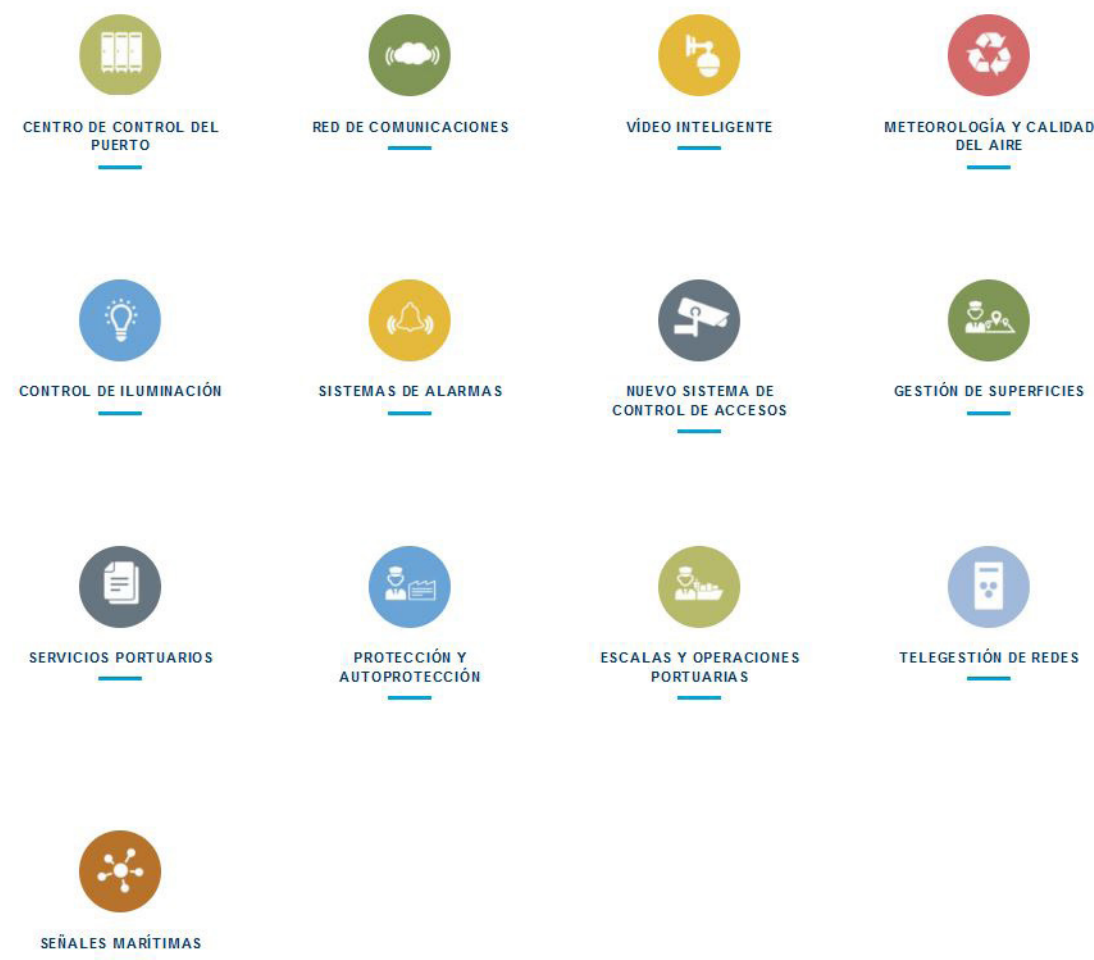 CENTRO DE CONTROL DEL
PUERTO
RED DE COMUNICACIONES
VÍDEO INTELIGENTE
METEOROLOGÍA Y CALIDAD
DEL AIRE
CONTROL DE ILUMINACIÓN
SISTEMAS DE ALARMAS
NUEVO SISTEMA DE
CONTROL DE ACCESOS
GESTIÓN DE SUPERFICIES
SERVICIOS PORTUARIOS
PROTECCIÓN Y
AUTOPROTECCIÓN
ESCALAS Y OPERACIONES
PORTUARIAS
TELEGESTIÓN DE REDES
SEÑALES MARÍTIMAS